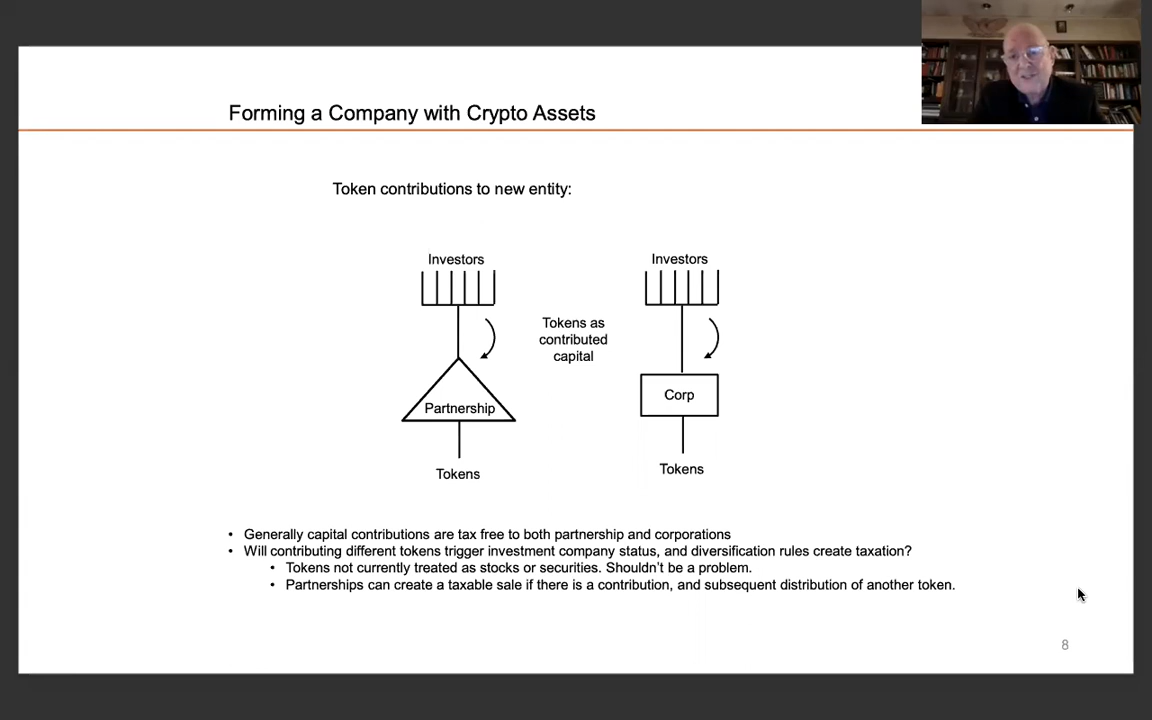 Forming a Company with Crypto Assets
Token contributions to new entity:
Investors
Investors
Tokens as
contributed
capital
Partnership
Corp
Tokens
Tokens
• Generally capital contributions are tax free to both partnership and corporations
• Will contributing different tokens trigger investment company status, and diversification rules create taxation?
• Tokens not currently treated as stocks or securities. Shouldn't be a problem.
• Partnerships can create a taxable sale if there is a contribution, and subsequent distribution of another token.
8